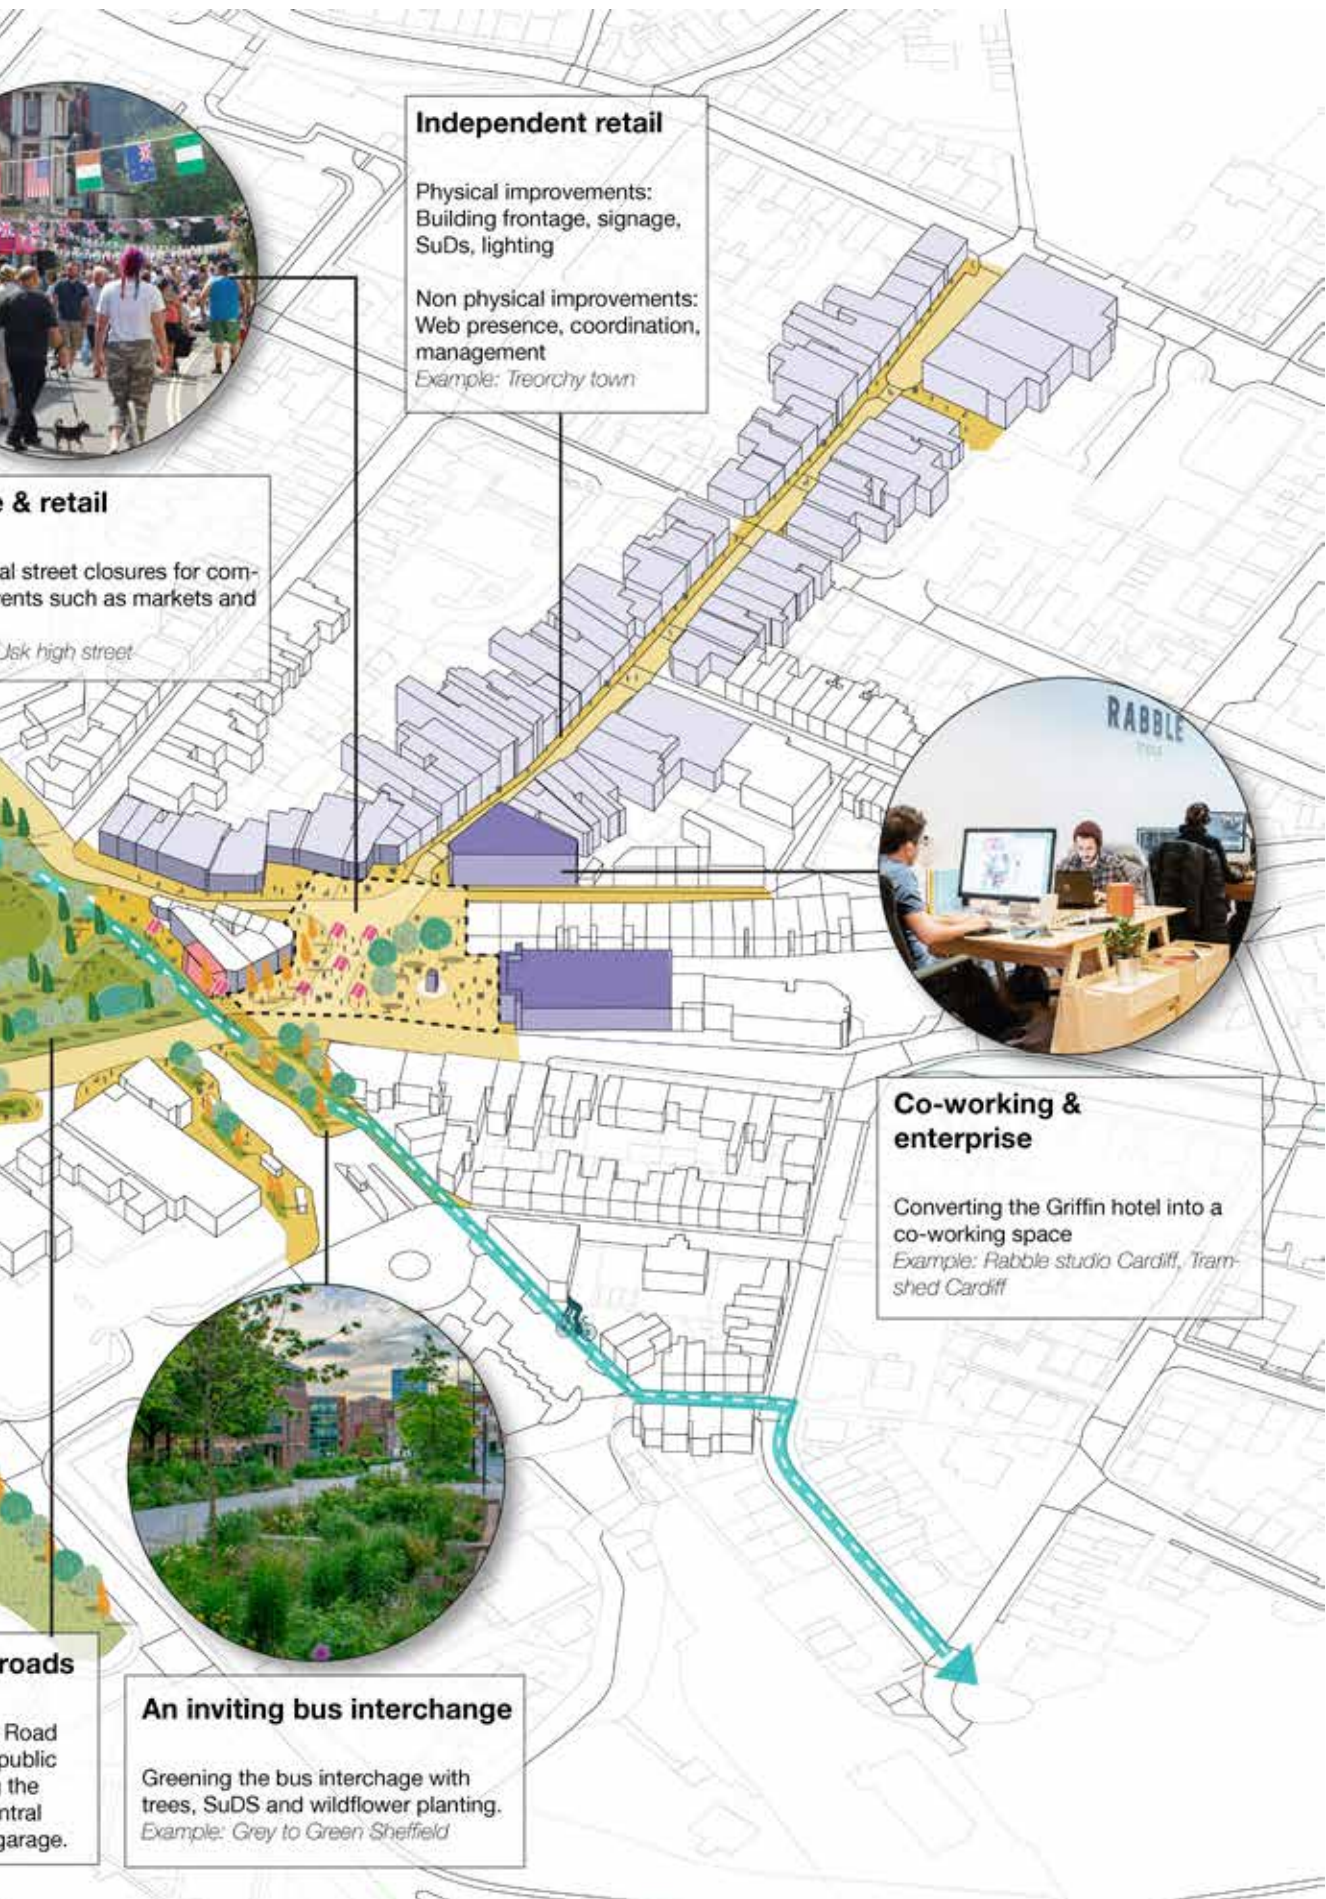 Independent retail
Physical improvements:
Building frontage, signage,
SuDs, lighting
Non physical improvements:
Web presence, coordination,
management
Example: Treorchy town
& retail
al street closures for com-
ents such as markets and
Usk high street
RABBLE
Co-working &
enterprise
Converting the Griffin hotel into a
co-working space
Example: Rabble studio Cardiff, Tram-
shed Cardiff
roads
Road
public
the
ntral
garage.
An inviting bus interchange
Greening the bus interchage with
trees, SuDS and wildflower planting.
Example: Grey to Green Sheffield